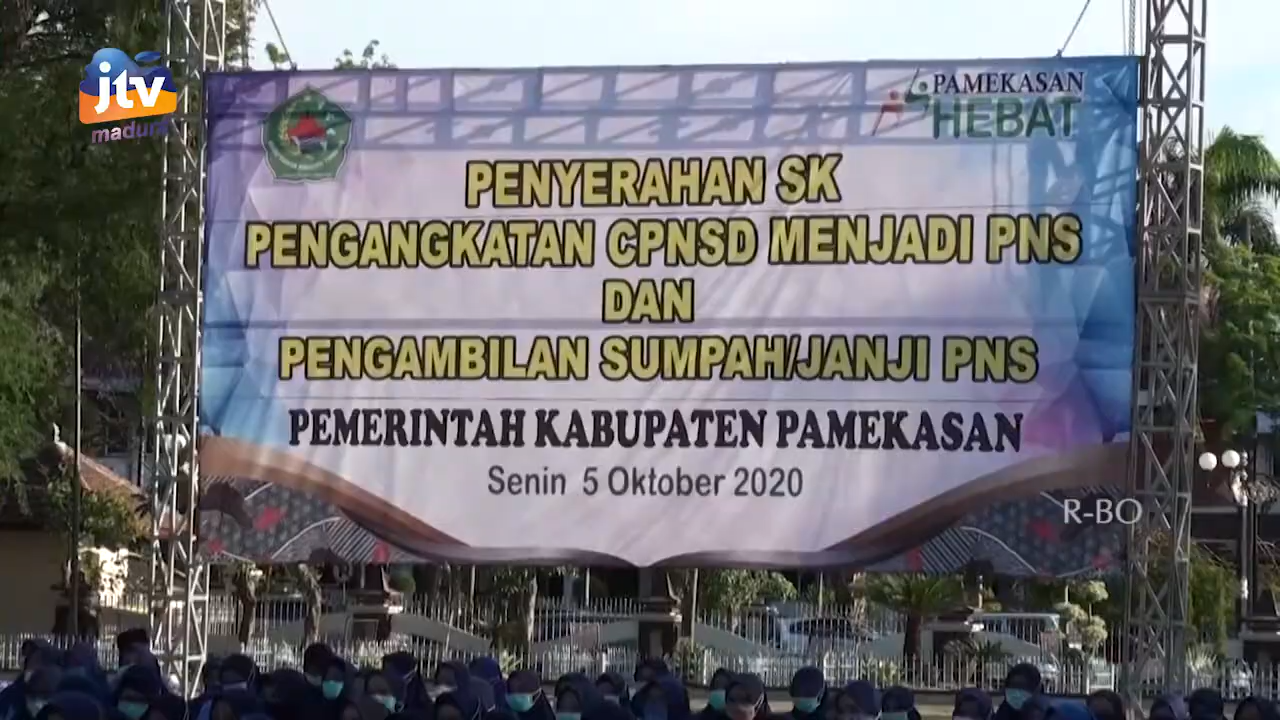 jtv
madura
PAMEKASAN
HEBAT
PENYERAHAN SK
PENGANGKATAN CPNSD MENJADI PNS
DAN
PENGAMBILAN SUMPAH/JANJI PNS
PEMERINTAH KABUPATEN PAMEKASAN
Senin 5 Oktober 2020
R-BO